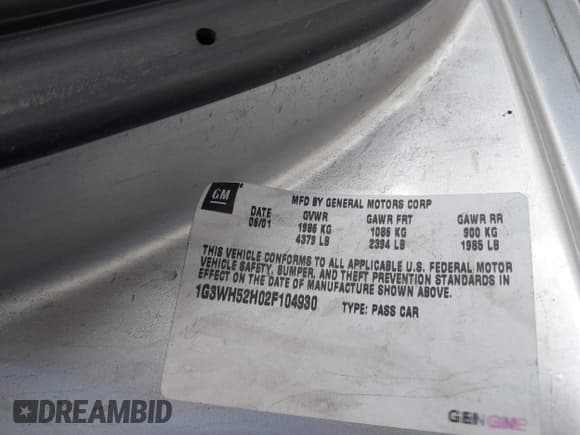 GM
MFD BY GENERAL MOTORS CORP
DATE GVWR GAWR FRT GAWR RR
06/01 1986 KG 1086 KG 900 KG
4379 LB 2394 LB 1985 LB
THIS VEHICLE CONFORMS TO ALL APPLICABLE U.S. FEDERAL MOTOR
VEHICLE SAFETY, BUMPER, AND THEFT PREVENTION STANDARDS IN
EFFECT ON THE DATE OF MANUFACTURE SHOWN ABOVE.
1G3WH52H02F104930 TYPE: PASS CAR
DREAMBID